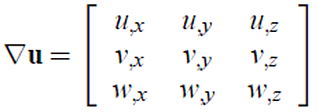 ∇u = [ u,x u,y u,z
v,x v,y v,z
w,x w,y w,z ]